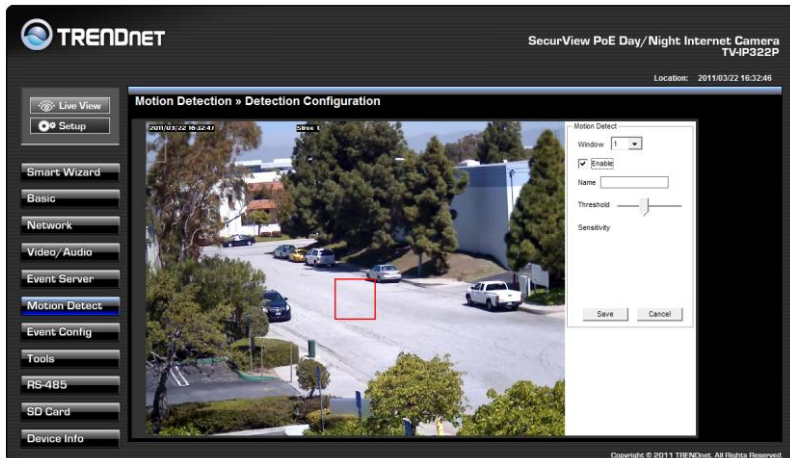 TRENDNET
SecurView PoE Day/Night Internet Camera
TV-IP322P
Location: 2011/03/22 16:32:46
Live View
Setup
Smart Wizard
Basic
Network
Video/Audio
Event Server
Motion Detect
Event Config
Tools
RS-485
SD Card
Device Info
Motion Detection » Detection Configuration
2011/03/22 16:32:47
Motion Detect
Window 1
Enable
Name
Threshold
Sensitivity
Save Cancel
Copyright © 2011 TRENDnet. All Rights Reserved.